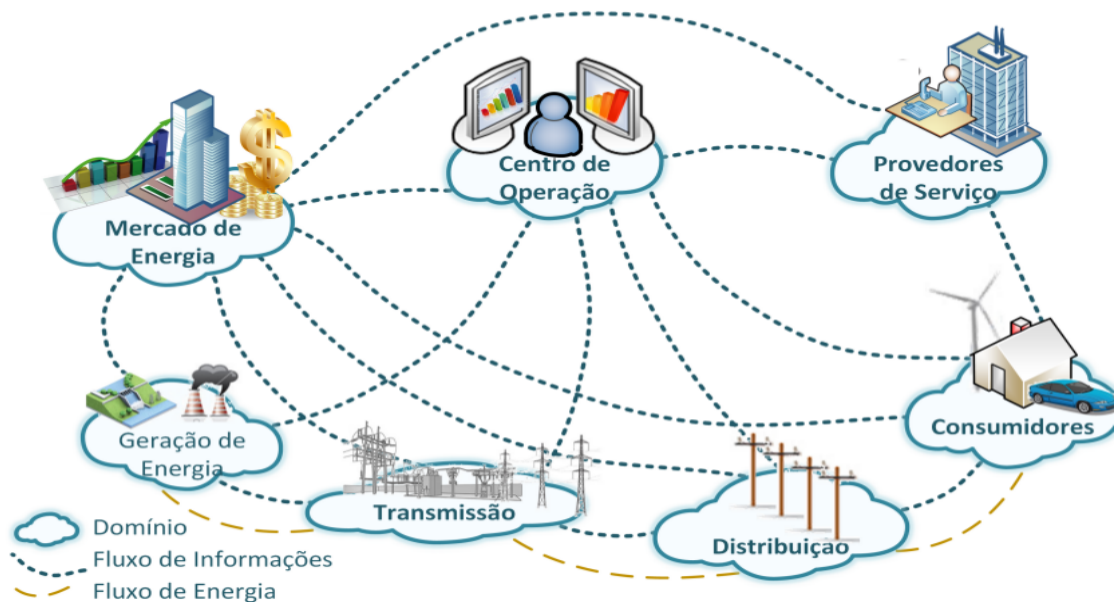 Centro de
Operação
Provedores
de Serviço
Mercado de
Energia
Geração de
Energia
Transmissão
Distribuiçao
Consumidores
Domínio
Fluxo de Informações
Fluxo de Energia